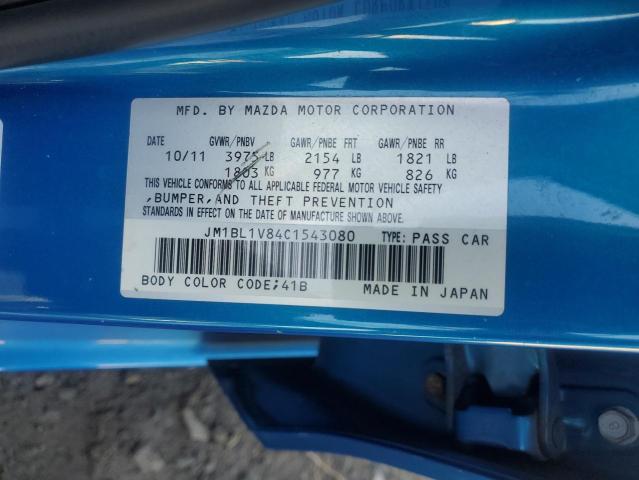 MFD. BY MAZDA MOTOR CORPORATION
DATE GVWR/PNBV GAWR/PNBE FRT GAWR/PNBE RR
10/11 3975 LB 2154 LB 1821 LB
1803 KG 977 KG 826 KG
THIS VEHICLE CONFORMS TO ALL APPLICABLE FEDERAL MOTOR VEHICLE SAFETY
,BUMPER,AND THEFT PREVENTION
STANDARDS IN EFFECT ON THE DATE OF MANUFACTURE SHOWN ABOVE.
JM1BL1V84C1543080 TYPE: PASS CAR
BODY COLOR CODE;41B MADE IN JAPAN